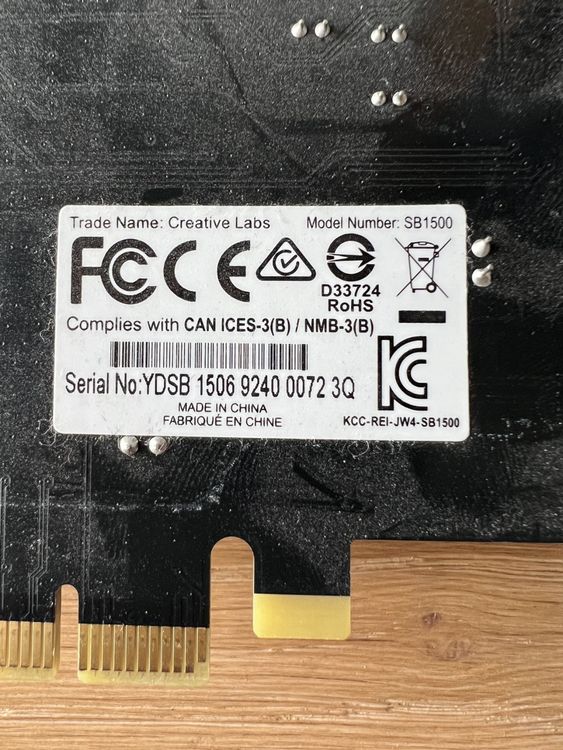 Trade Name: Creative Labs Model Number: SB1500
FC CE
D33724
RoHS
Complies with CAN ICES-3(B) / NMB-3(B)
Serial No:YDSB 1506 9240 0072 3Q
MADE IN CHINA
FABRIQUÉ EN CHINE
KC
KCC-REI-JW4-SB1500